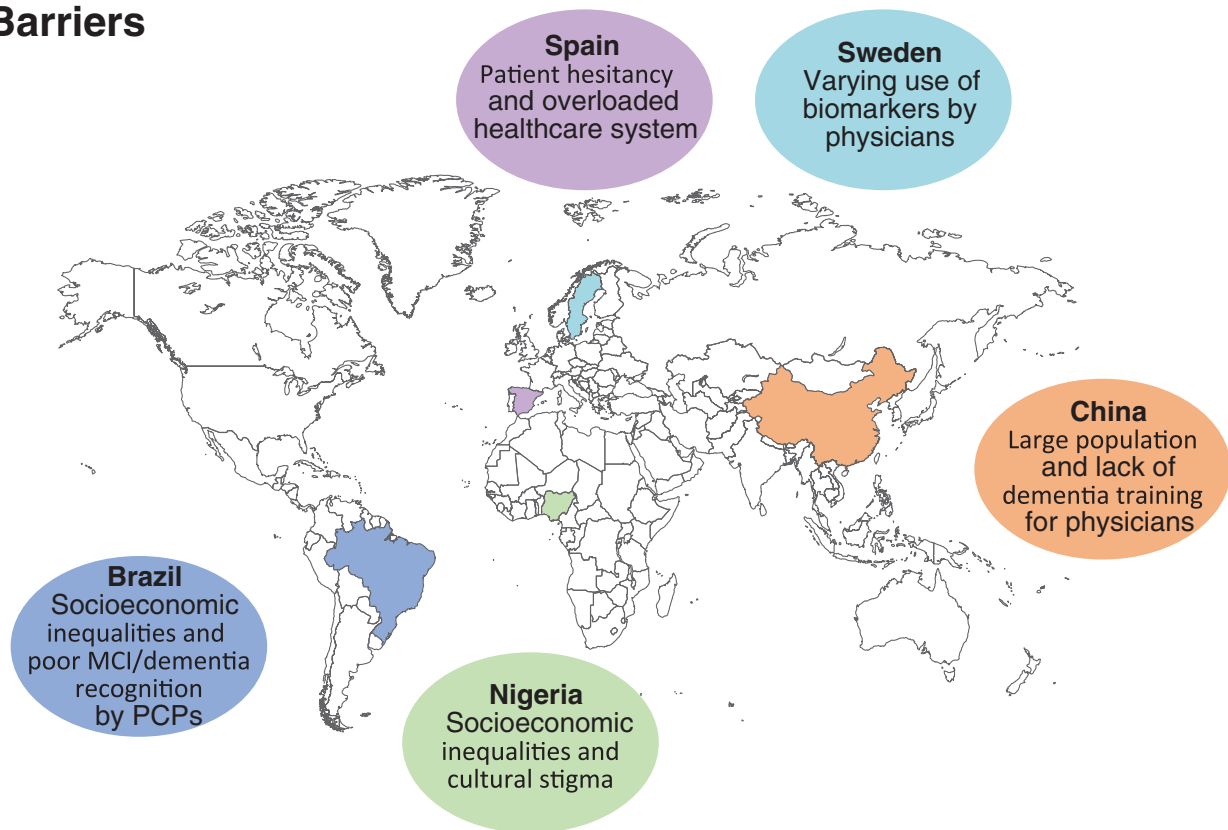 Barriers
Spain
Patient hesitancy
and overloaded
healthcare system
Sweden
Varying use of
biomarkers by
physicians
China
Large population
and lack of
dementia training
for physicians
Brazil
Socioeconomic
inequalities and
poor MCI/dementia
recognition
by PCPs
Nigeria
Socioeconomic
inequalities and
cultural stigma